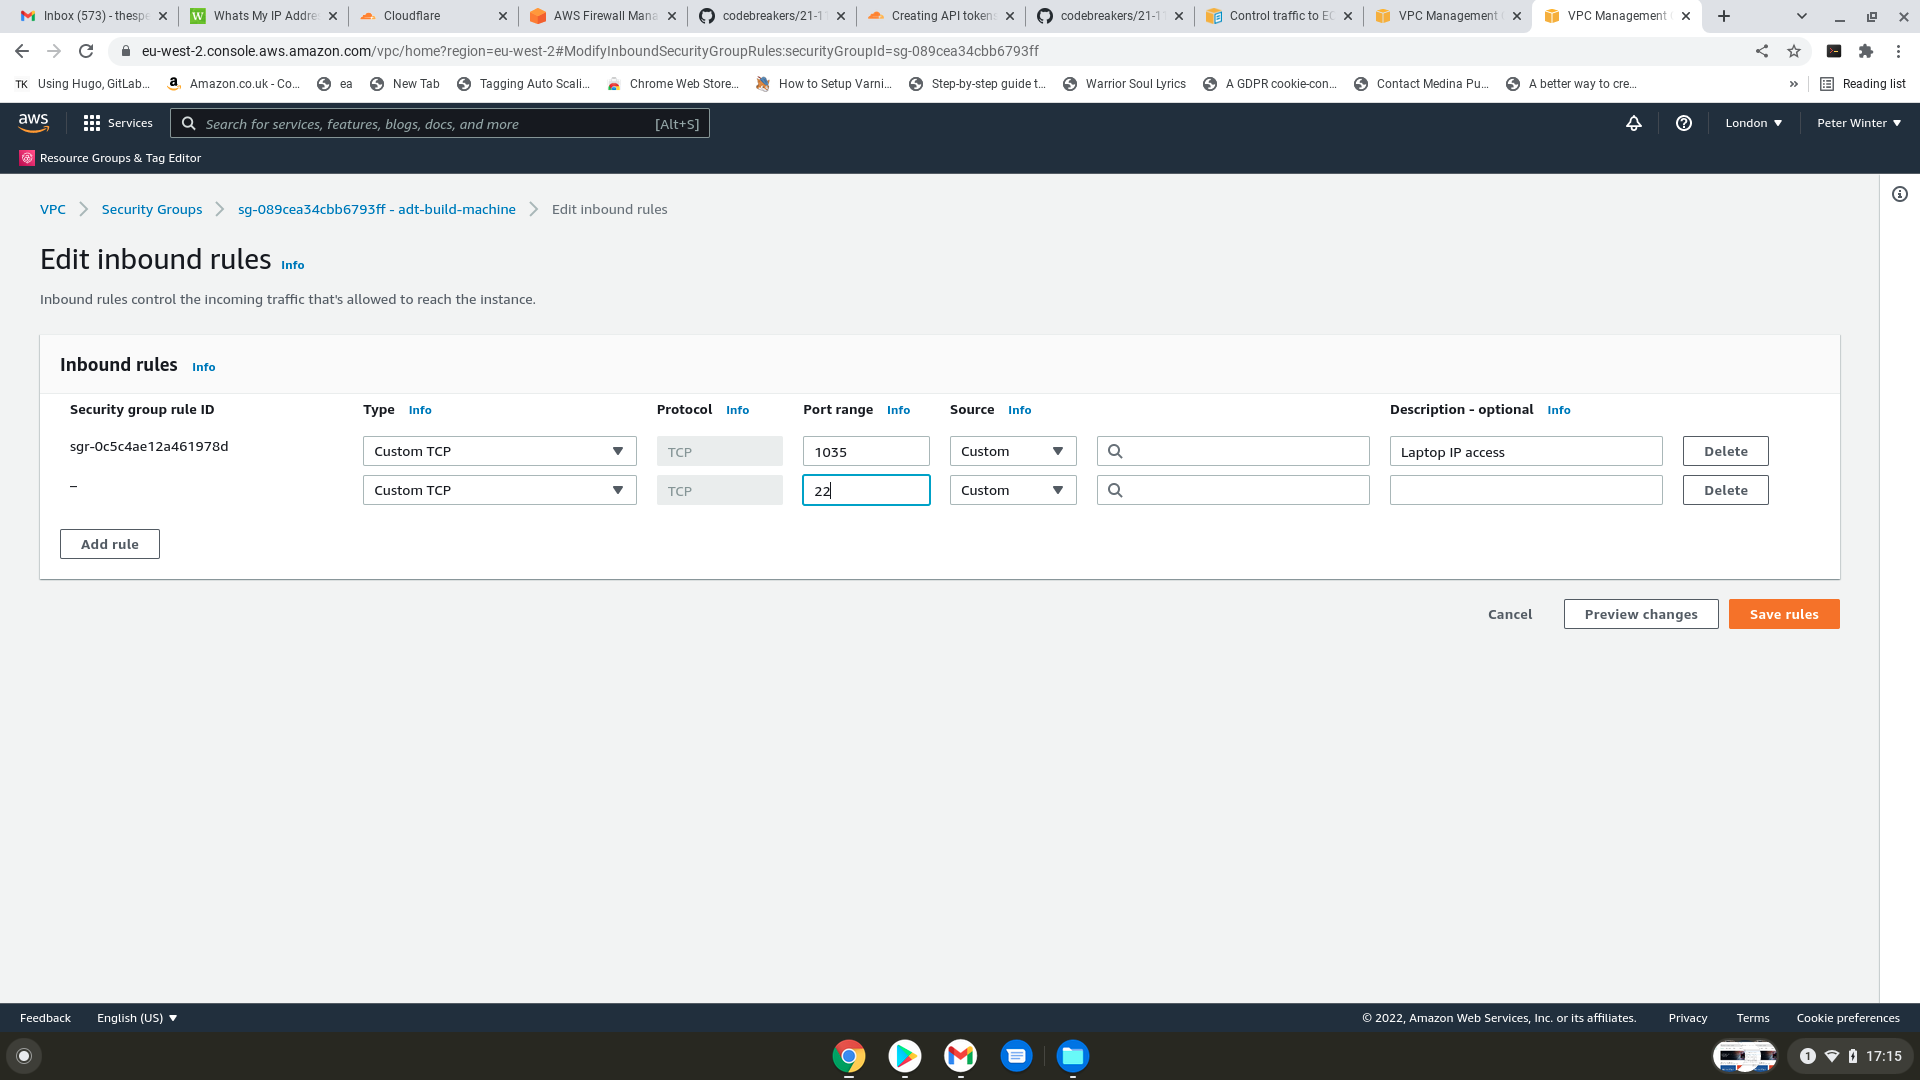 Inbox (573) - thespe
Whats My IP Addre
Cloudflare
AWS Firewall Mana
codebreakers/21-1
Creating API token
codebreakers/21-1
Control traffic to EC
VPC Management C
VPC Management C
eu-west-2.console.aws.amazon.com/vpc/home?region=eu-west-2#ModifyInboundSecurityGroupRules:securityGroupId=sg-089cea34cbb6793ff
TK Using Hugo, GitLab...
Amazon.co.uk - Co...
ea
New Tab
Tagging Auto Scali...
Chrome Web Store...
How to Setup Varni...
Step-by-step guide t...
Warrior Soul Lyrics
A GDPR cookie-con...
Contact Medina Pu...
A better way to cre...
»
Reading list
aws
Services
Search for services, features, blogs, docs, and more [Alt+S]
London
Peter Winter
Resource Groups & Tag Editor
VPC
Security Groups
sg-089cea34cbb6793ff - adt-build-machine
Edit inbound rules
Edit inbound rules Info
Inbound rules control the incoming traffic that's allowed to reach the instance.
Inbound rules Info
Security group rule ID Type Info Protocol Info Port range Info Source Info Description - optional Info
sgr-0c5c4ae12a461978d Custom TCP TCP 1035 Custom Laptop IP access Delete
– Custom TCP TCP 22 Custom Delete
Add rule
Cancel Preview changes Save rules
Feedback English (US) © 2022, Amazon Web Services, Inc. or its affiliates. Privacy Terms Cookie preferences
1 17:15